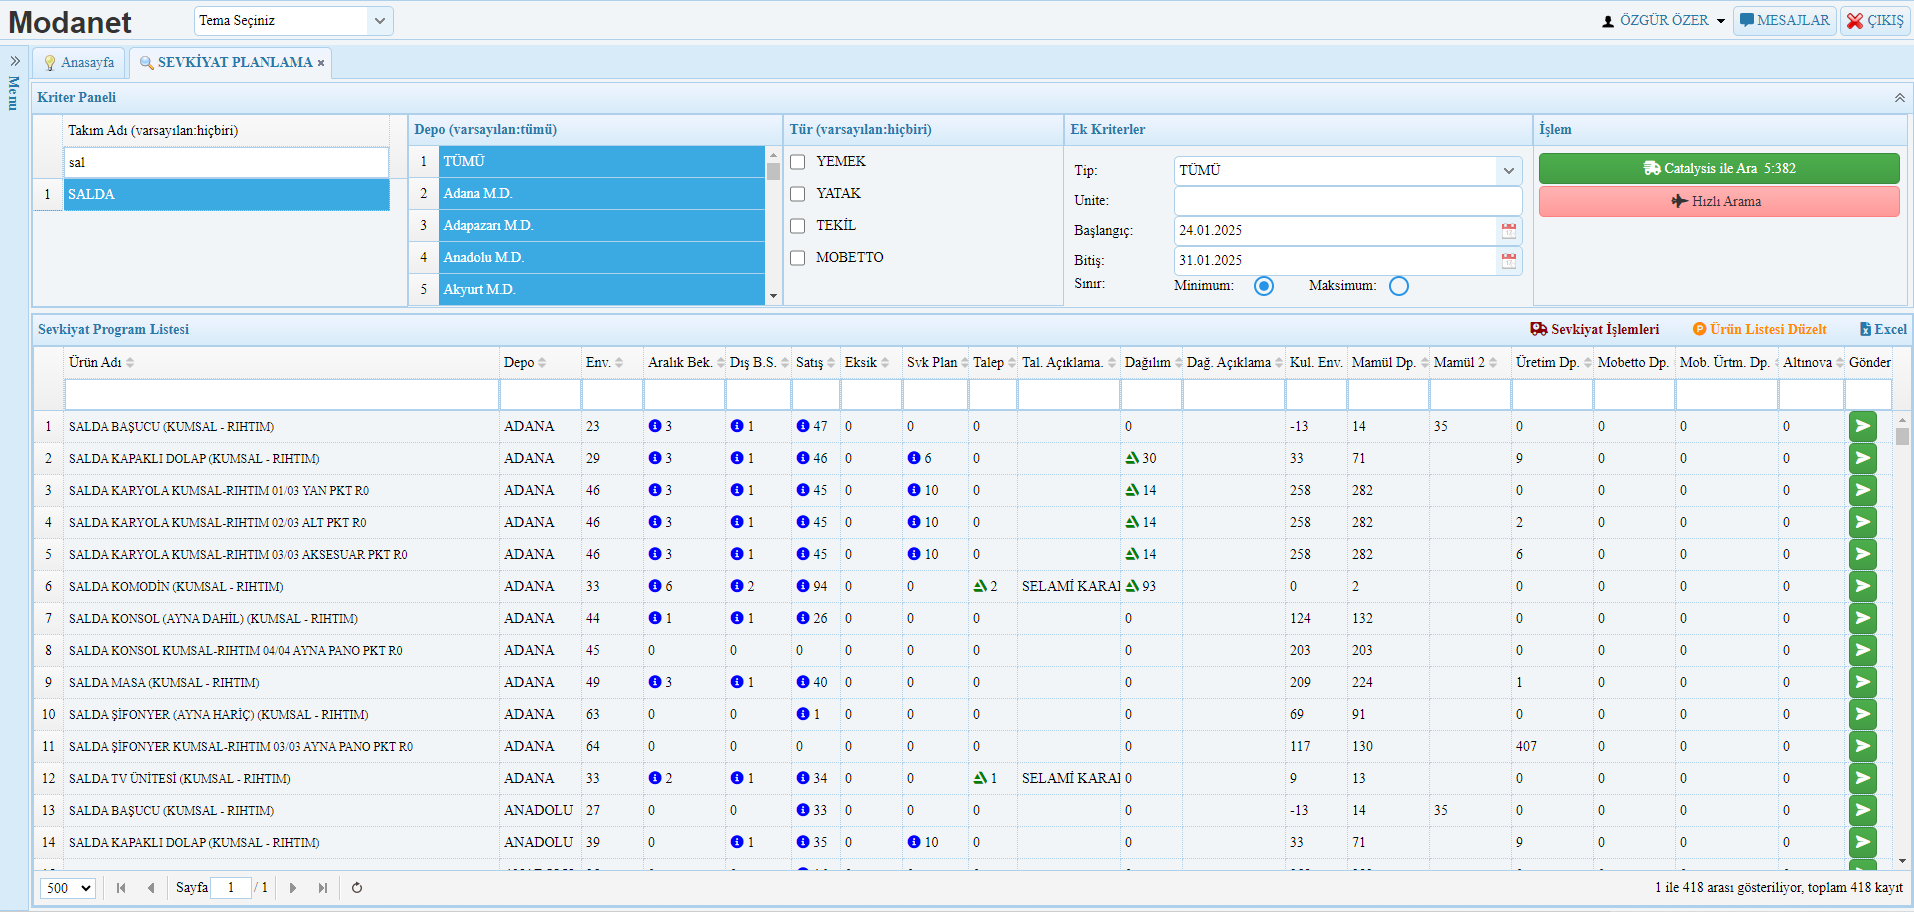 Modanet
Tema Seçiniz
ÖZGÜR ÖZER
MESAJLAR
ÇIKIŞ
Menu
Anasayfa
SEVKİYAT PLANLAMA
Kriter Paneli
Takım Adı (varsayılan:hiçbiri)
sal
1 SALDA
Depo (varsayılan:tümü)
1 TÜMÜ
2 Adana M.D.
3 Adapazarı M.D.
4 Anadolu M.D.
5 Akyurt M.D.
Tür (varsayılan:hiçbiri)
YEMEK
YATAK
TEKİL
MOBETTO
Ek Kriterler
Tip: TÜMÜ
Unite:
Başlangıç: 24.01.2025
Bitiş: 31.01.2025
Sınır: Minimum: Maksimum:
İşlem
Catalysis ile Ara 5:382
Hızlı Arama
Sevkiyat Program Listesi
Sevkiyat İşlemleri
Ürün Listesi Düzelt
Excel
Ürün Adı Depo Env. Aralık Bek. Dış B.S. Satış Eksik Svk Plan Talep Tal. Açıklama. Dağılım Dağ. Açıklama Kul. Env. Mamül Dp. Mamül 2 Üretim Dp. Mobetto Dp. Mob. Ürtm. Dp. Altınova Gönder
1 SALDA BAŞUCU (KUMSAL - RIHTIM) ADANA 23 3 1 47 0 0 0 0 -13 14 35 0 0 0 0
2 SALDA KAPAKLI DOLAP (KUMSAL - RIHTIM) ADANA 29 3 1 46 0 6 0 30 33 71 9 0 0 0
3 SALDA KARYOLA KUMSAL-RIHTIM 01/03 YAN PKT R0 ADANA 46 3 1 45 0 10 0 14 258 282 0 0 0 0
4 SALDA KARYOLA KUMSAL-RIHTIM 02/03 ALT PKT R0 ADANA 46 3 1 45 0 10 0 14 258 282 2 0 0 0
5 SALDA KARYOLA KUMSAL-RIHTIM 03/03 AKSESUAR PKT R0 ADANA 46 3 1 45 0 10 0 14 258 282 6 0 0 0
6 SALDA KOMODİN (KUMSAL - RIHTIM) ADANA 33 6 2 94 0 0 2 SELAMİ KARAI 93 0 2 0 0 0 0
7 SALDA KONSOL (AYNA DAHİL) (KUMSAL - RIHTIM) ADANA 44 1 1 26 0 0 0 0 124 132 0 0 0 0
8 SALDA KONSOL KUMSAL-RIHTIM 04/04 AYNA PANO PKT R0 ADANA 45 0 0 0 0 0 0 0 203 203 0 0 0 0
9 SALDA MASA (KUMSAL - RIHTIM) ADANA 49 3 1 40 0 0 0 0 209 224 1 0 0 0
10 SALDA ŞİFONYER (AYNA HARİÇ) (KUMSAL - RIHTIM) ADANA 63 0 0 1 0 0 0 0 69 91 0 0 0 0
11 SALDA ŞİFONYER KUMSAL-RIHTIM 03/03 AYNA PANO PKT R0 ADANA 64 0 0 0 0 0 0 0 117 130 407 0 0 0
12 SALDA TV ÜNİTESİ (KUMSAL - RIHTIM) ADANA 33 2 1 34 0 0 1 SELAMİ KARAI 0 9 13 0 0 0 0
13 SALDA BAŞUCU (KUMSAL - RIHTIM) ANADOLU 27 0 0 33 0 0 0 0 -13 14 35 0 0 0 0
14 SALDA KAPAKLI DOLAP (KUMSAL - RIHTIM) ANADOLU 39 0 1 35 0 10 0 0 33 71 9 0 0 0
500 Sayfa 1 / 1
1 ile 418 arası gösteriliyor, toplam 418 kayıt